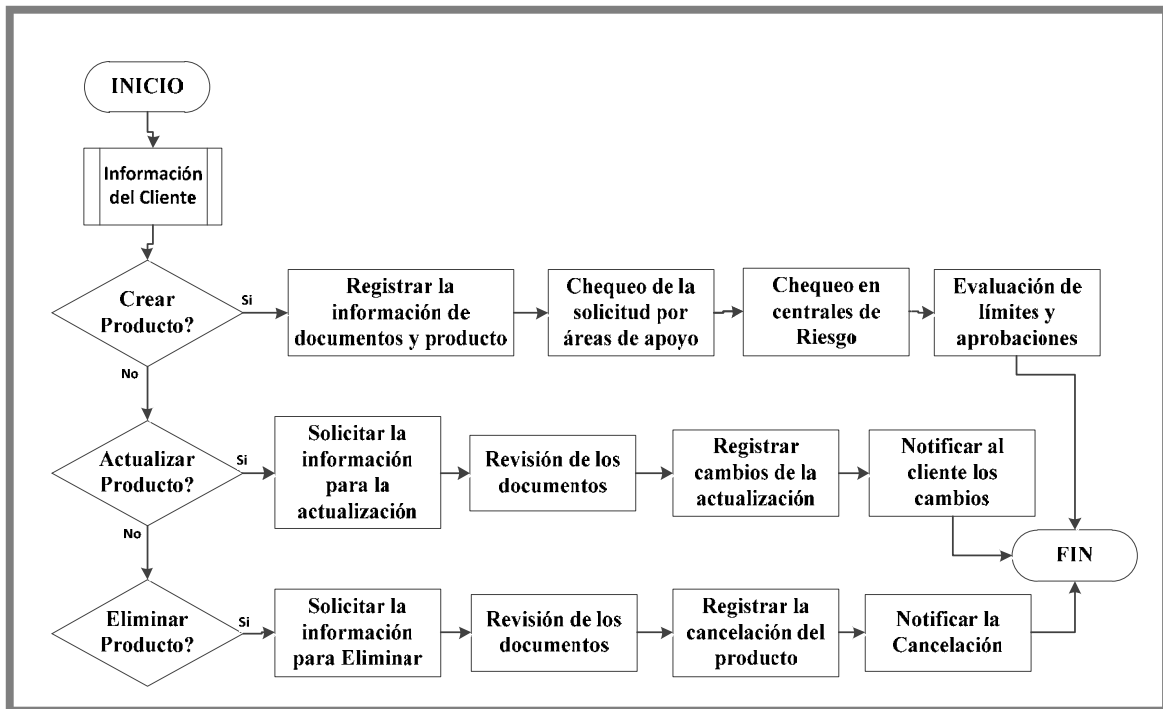 INICIO
Información
del Cliente
Crear
Producto?
Si
Registrar la
información de
documentos y producto
Chequeo de la
solicitud por
áreas de apoyo
Chequeo en
centrales de
Riesgo
Evaluación de
límites y
aprobaciones
No
Actualizar
Producto?
Si
Solicitar la
información
para la
actualización
Revisión de los
documentos
Registrar
cambios de la
actualización
Notificar al
cliente los
cambios
No
FIN
Eliminar
Producto?
Si
Solicitar la
información
para Eliminar
Revisión de los
documentos
Registrar la
cancelación del
producto
Notificar la
Cancelación